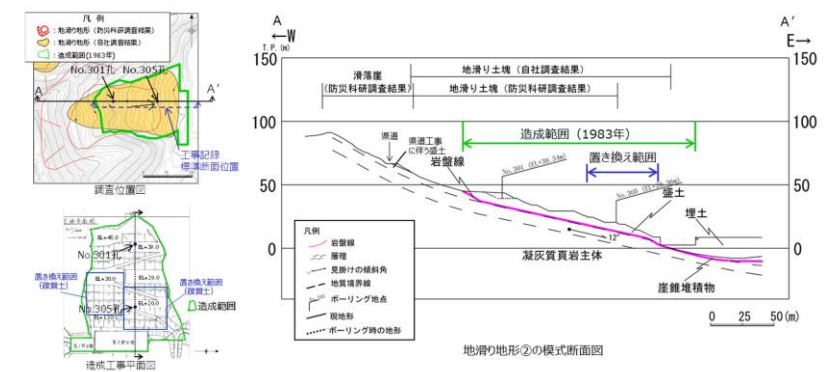 凡 例
：地滑り地形（防災科研調査結果）
：地滑り地形（自社調査結果）
：造成範囲(1983年)
No.301孔 No.305孔
A
A'
工事記録
標準断面位置
調査位置図
No.301孔
置き換え範囲
(礫質土)
置き換え範囲
(礫質土)
No.305孔
EL+30.0
EL+20.0
造成範囲
造成工事平面図
A
←W
T.P.(m)
A'
E→
150
100
50
0
150
100
50
0
滑落崖
（防災科研調査結果）
地滑り土塊（自社調査結果）
地滑り土塊（防災科研調査結果）
造成範囲（1983年）
置き換え範囲
県道
県道工事
に伴う盛土
岩盤線
盛土
埋土
12°
凝灰質頁岩主体
崖錐堆積物
凡例
岩盤線
層理
見掛けの傾斜角
地質境界線
ボーリング地点
現地形
ボーリング時の地形
0 25 50(m)
地滑り地形②の模式断面図